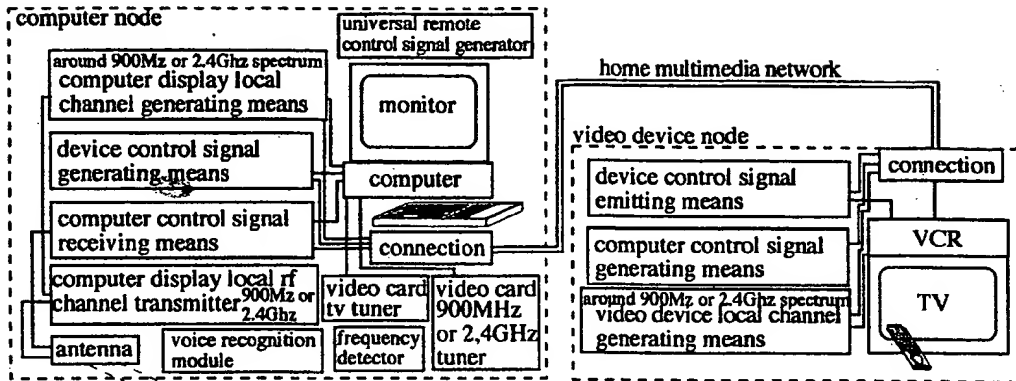 computer node
universal remote
control signal generator
around 900Mz or 2.4Ghz spectrum
computer display local
channel generating means
monitor
device control signal
generating means
computer
computer control signal
receiving means
connection
computer display local rf
channel transmitter 900Mz or
2.4Ghz
antenna
voice recognition
module
video card
tv tuner
frequency
detector
video card
900MHz
or 2,4GHz
tuner
home multimedia network
video device node
connection
device control signal
emitting means
computer control signal
generating means
around 900Mz or 2.4Ghz spectrum
video device local channel
generating means
VCR
TV